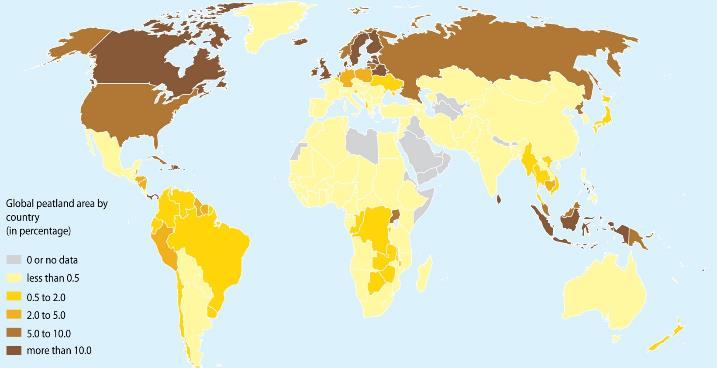 Global peatland area by
country
(in percentage)
0 or no data
less than 0.5
0.5 to 2.0
2.0 to 5.0
5.0 to 10.0
more than 10.0